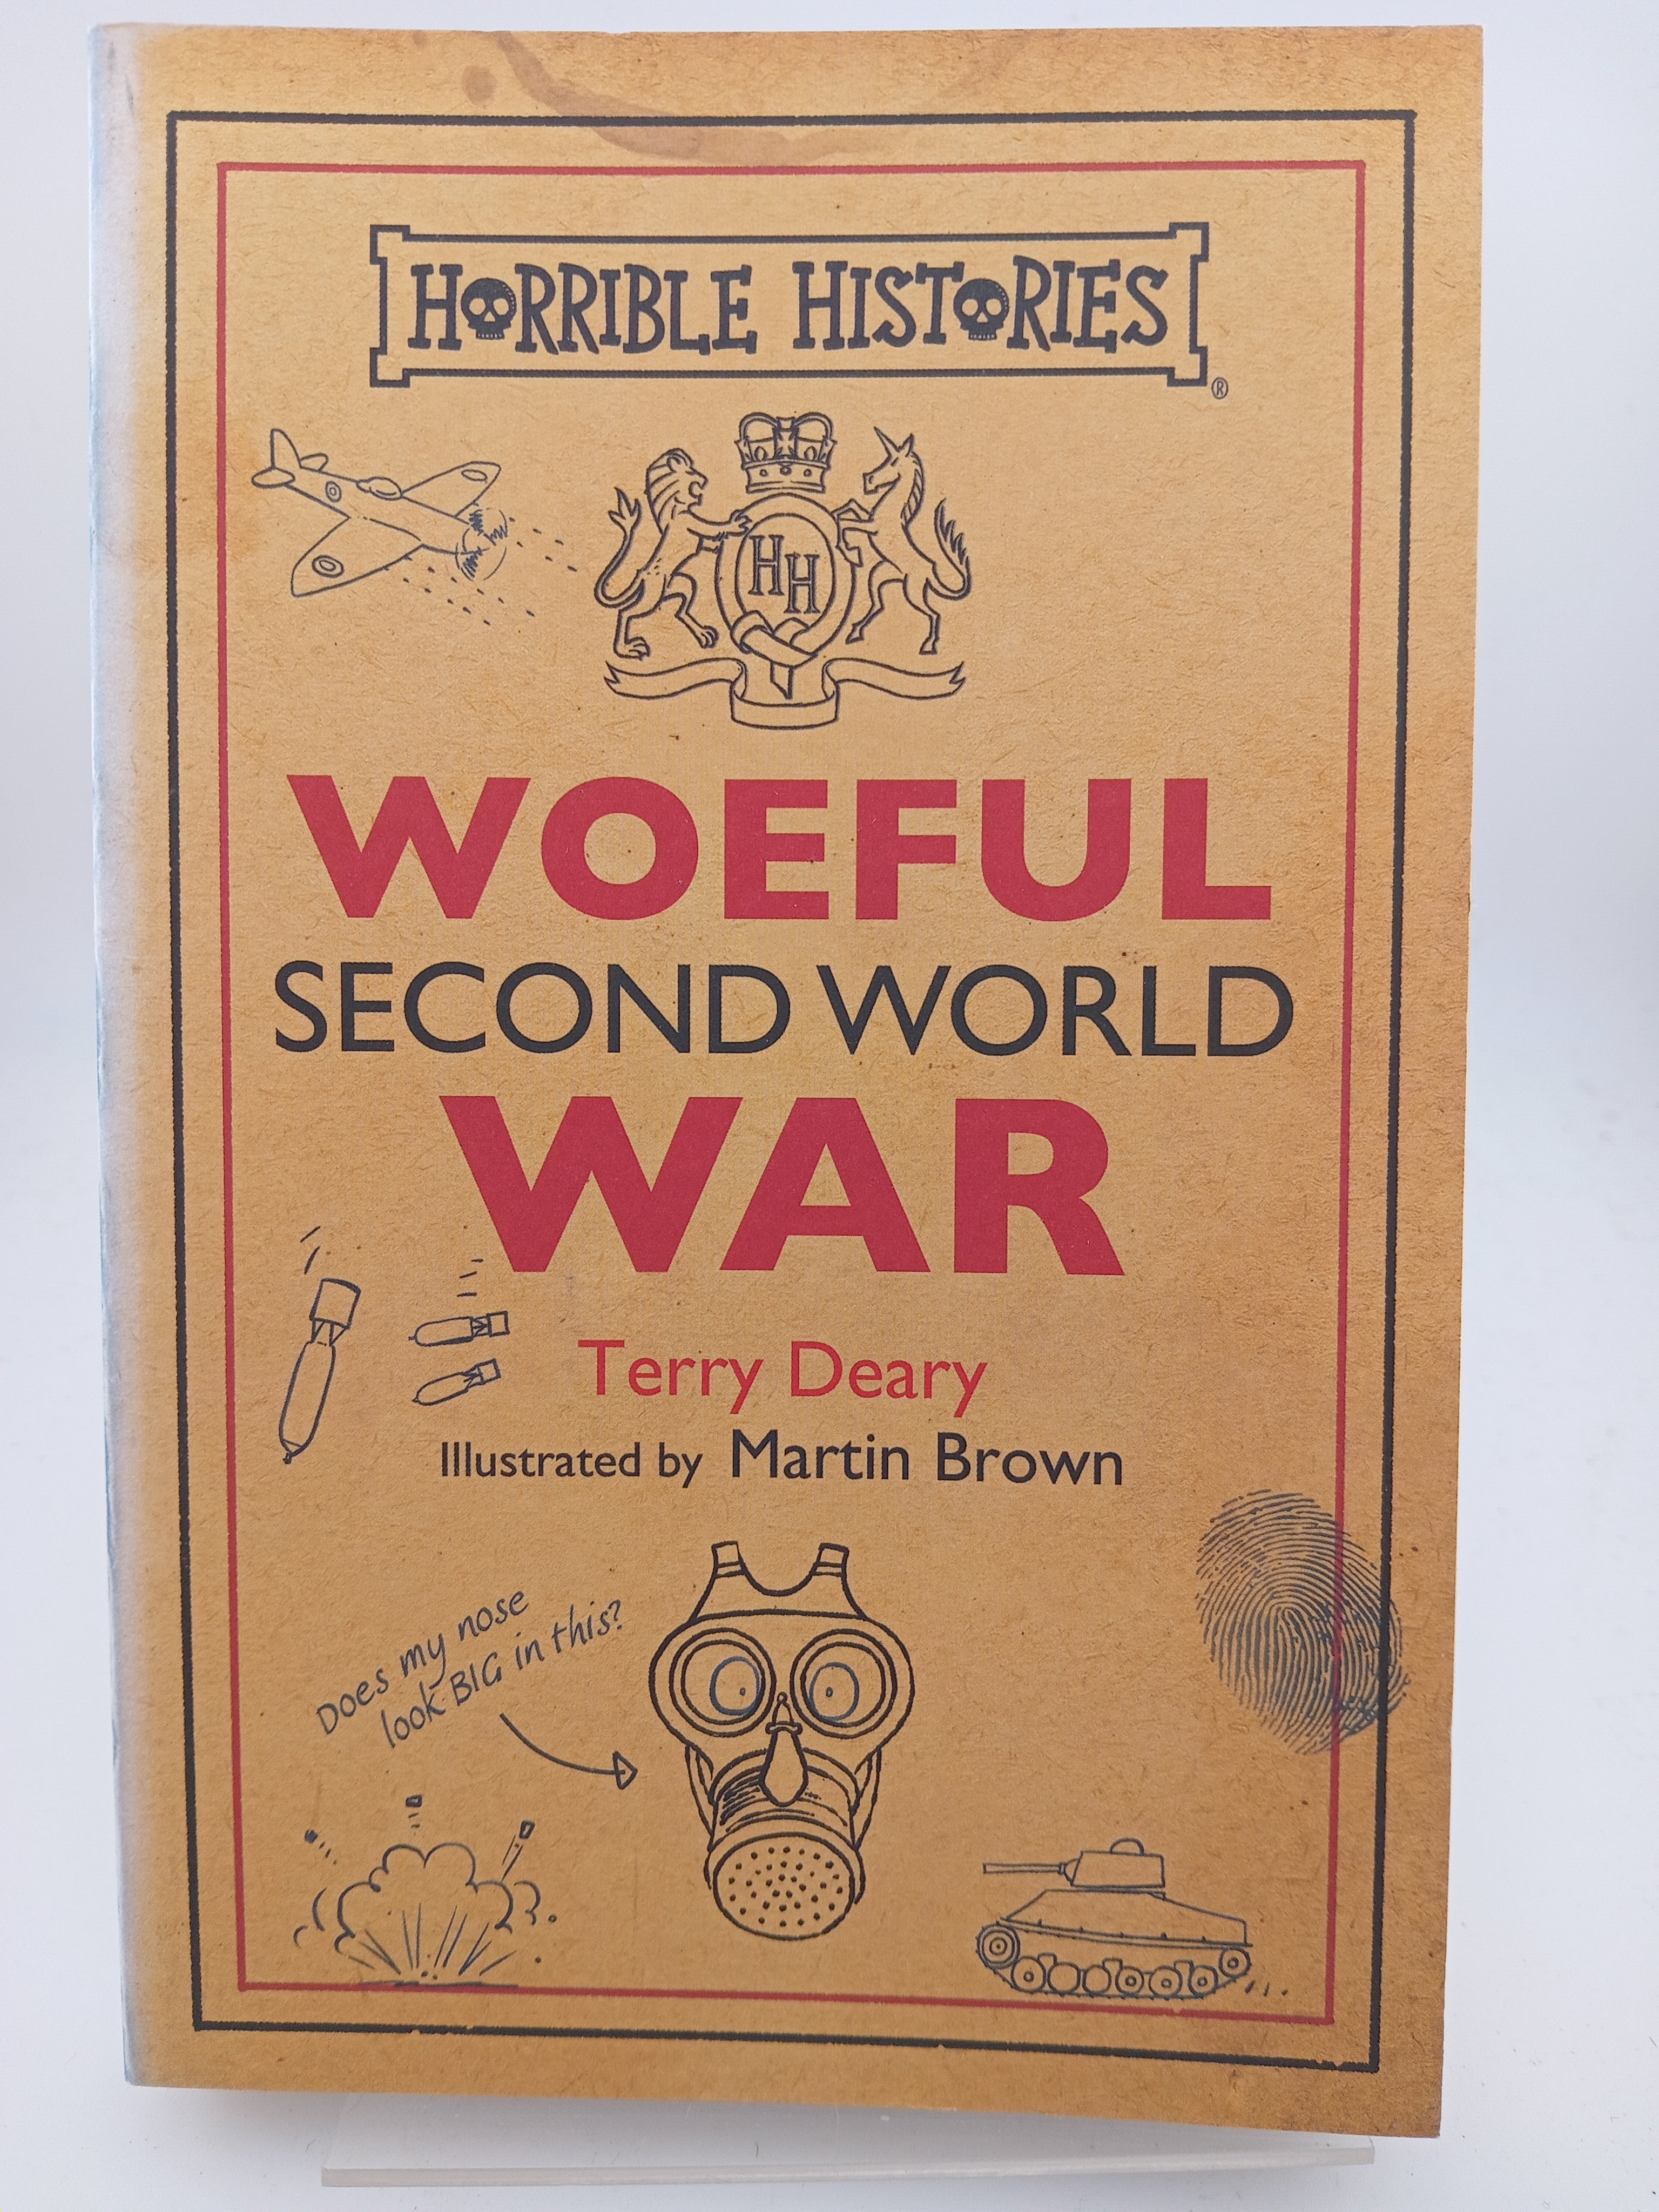 HORRIBLE HISTORIES
®
HH
WOEFUL
SECOND WORLD
WAR
Terry Deary
Illustrated by Martin Brown
Does my nose
look BIG in this?